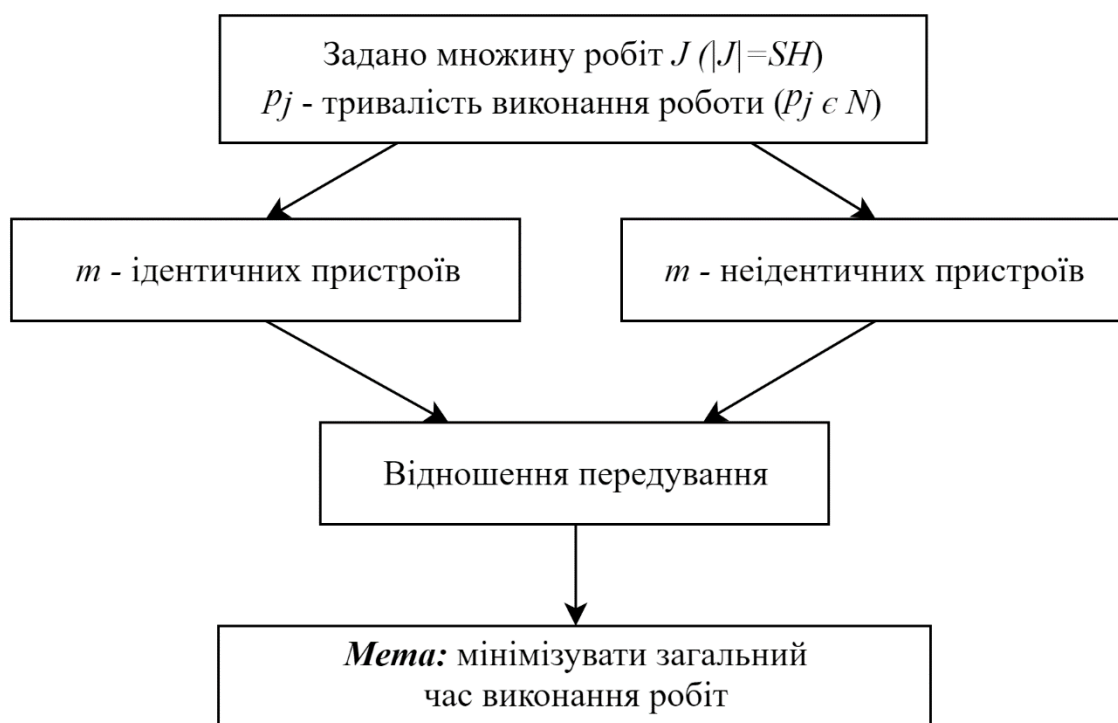 Задано множину робіт J (|J|=SH)
pj - тривалість виконання роботи (pj є N)
m - ідентичних пристроїв
m - неідентичних пристроїв
Відношення передування
Мета: мінімізувати загальний
час виконання робіт